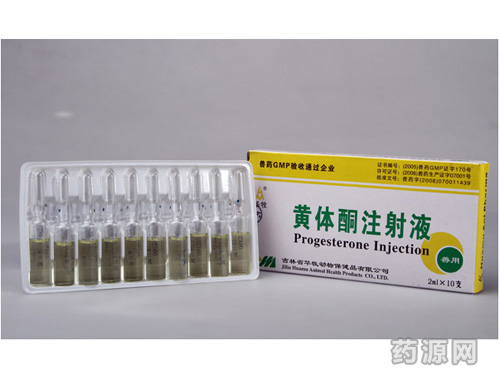 兽药GMP验收通过企业
证书编号：(2005)兽药GMP证字170号
许可证号：(2006)兽药生产证字07001号
批准文号：兽药字(2008)070011439
黄体酮注射液
Progesterone Injection
兽用
吉林省华牧动物保健品有限公司
Jilin Huamu Animal Health Products CO., LTD.
2ml×10支
药源网